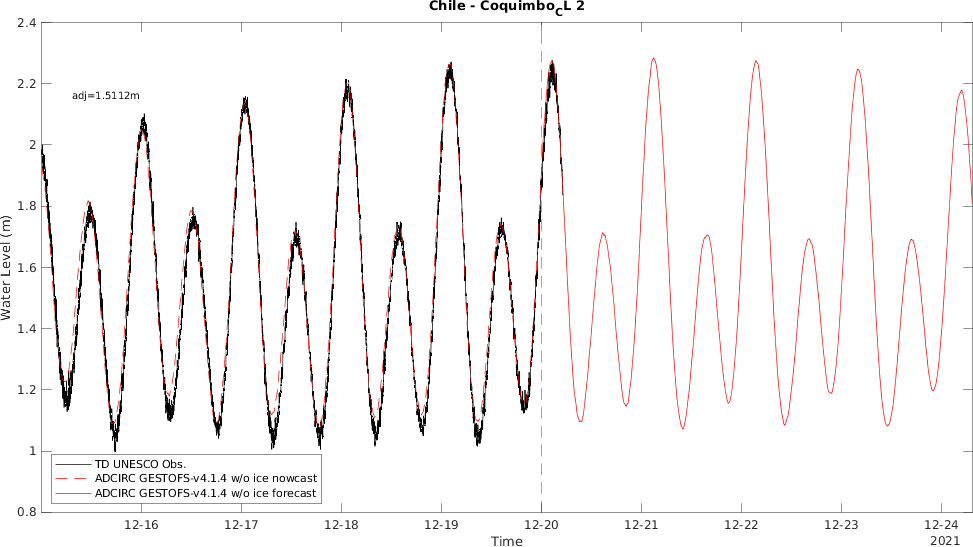 Chile - CoquimboCL 2
2.4
2.2
adj=1.5112m
2
1.8
1.6
1.4
1.2
1
0.8
Water Level (m)
TD UNESCO Obs.
ADCIRC GESTOFS-v4.1.4 w/o ice nowcast
ADCIRC GESTOFS-v4.1.4 w/o ice forecast
12-16 12-17 12-18 12-19 12-20 12-21 12-22 12-23 12-24
Time
2021